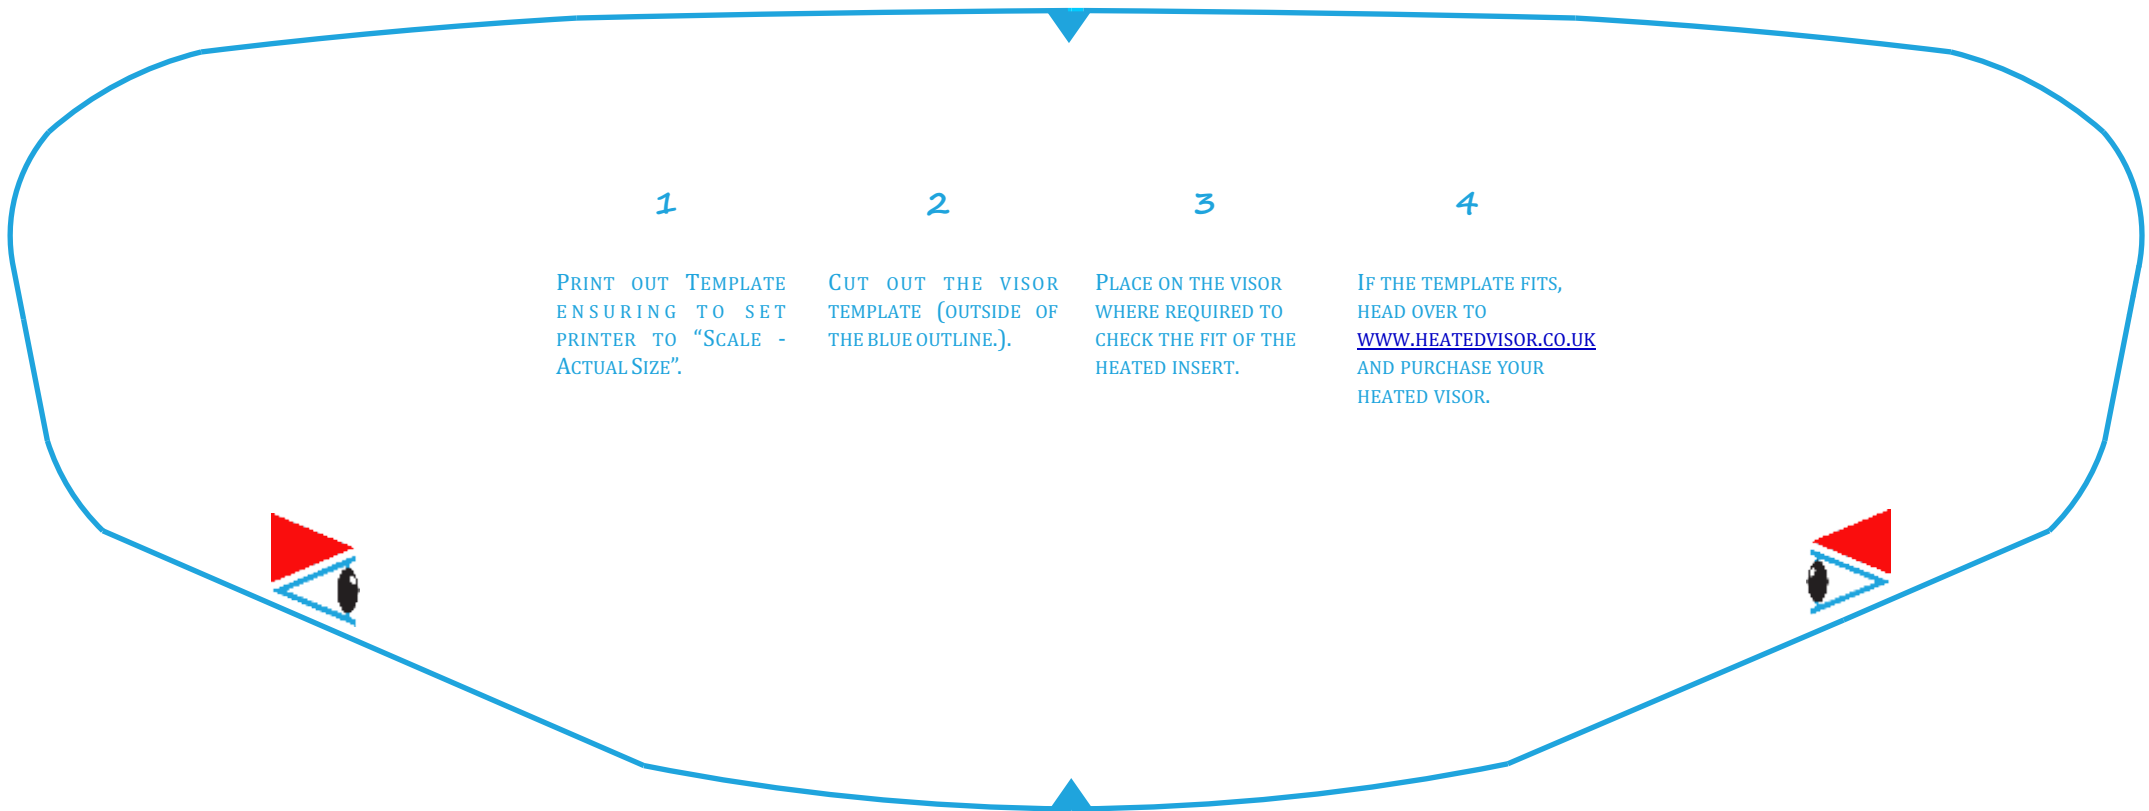 1
Print out Template
ensuring to set
printer to “Scale -
Actual Size”.
2
Cut out the visor
template (outside of
the blue outline.).
3
Place on the visor
where required to
check the fit of the
heated insert.
4
If the template fits,
head over to
www.heatedvisor.co.uk
and purchase your
heated visor.